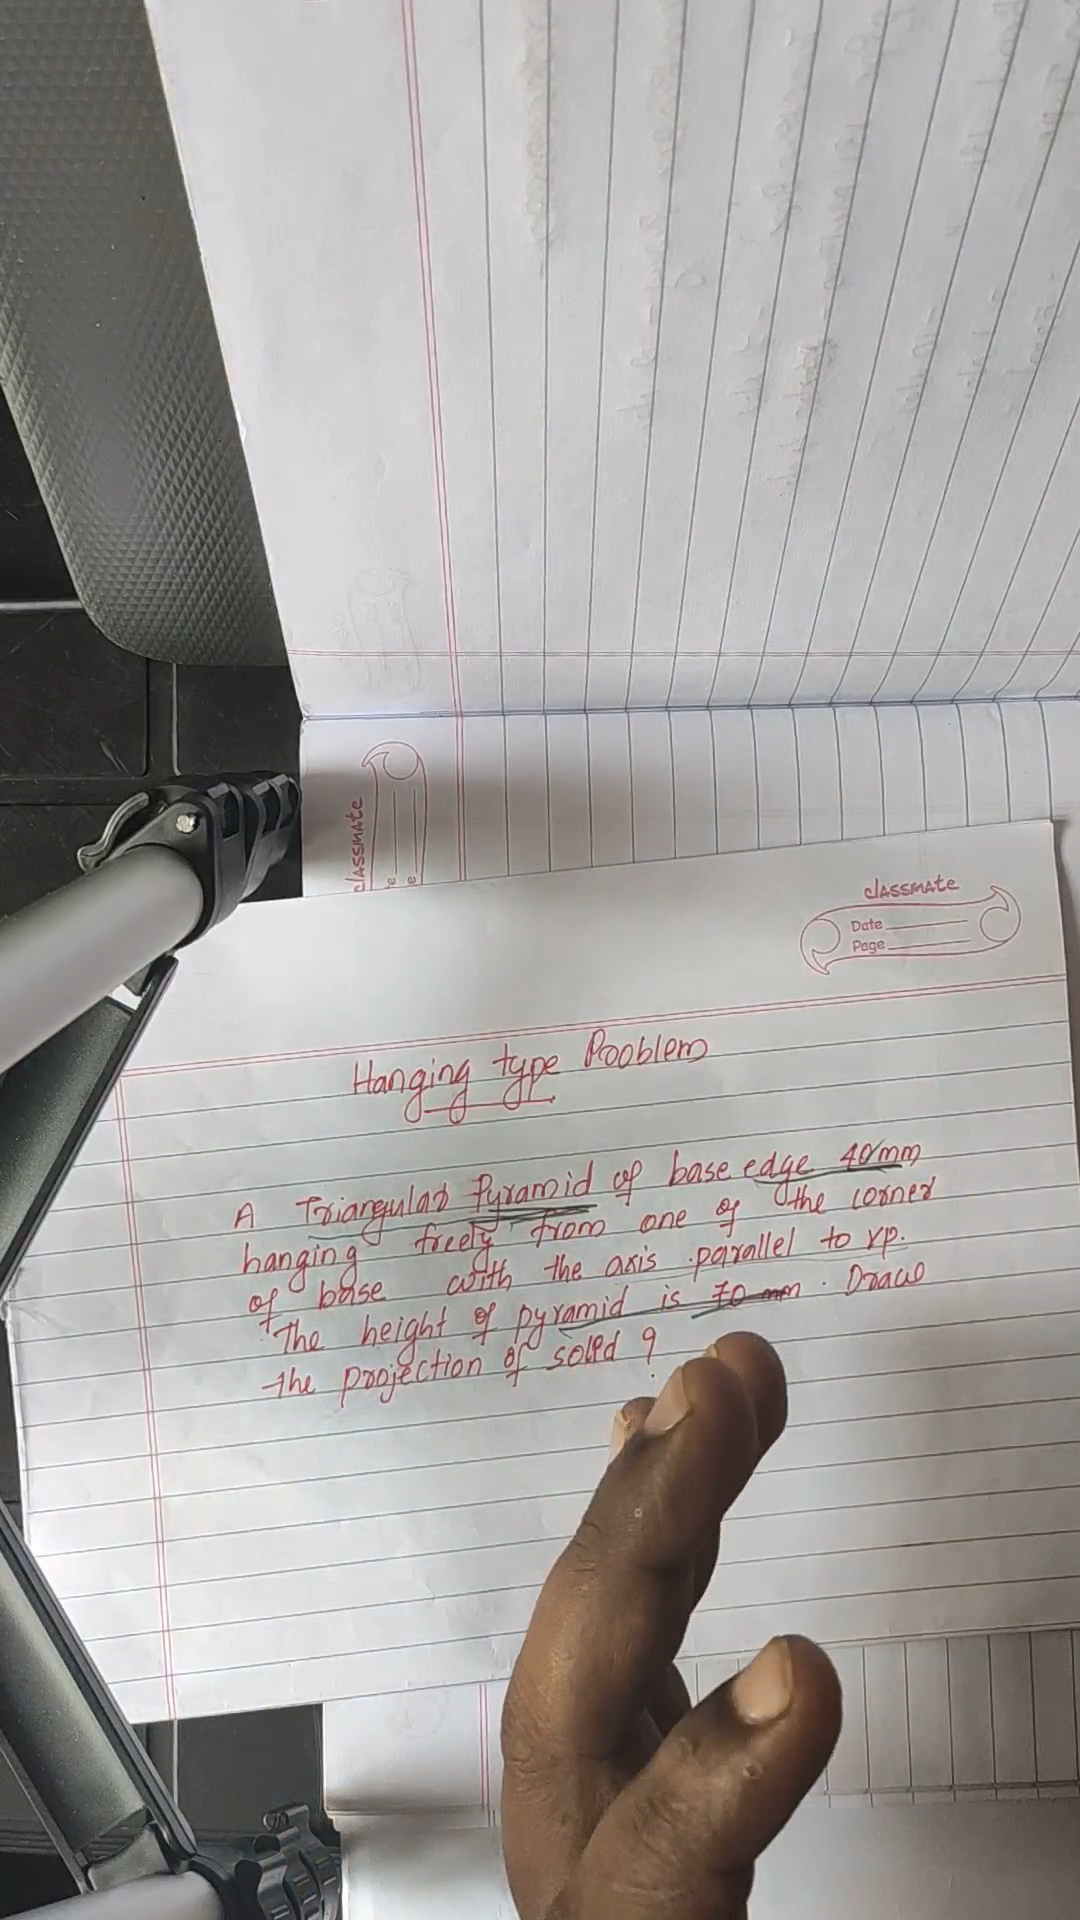 classmate
e
e
classmate
Date
Page
Hanging type Problem
A Triangular Pyramid of base edge 40mm
hanging freely from one of the corner
of base with the axis parallel to vp.
The height of pyramid is 70 mm. Draw
the projection of solid ?